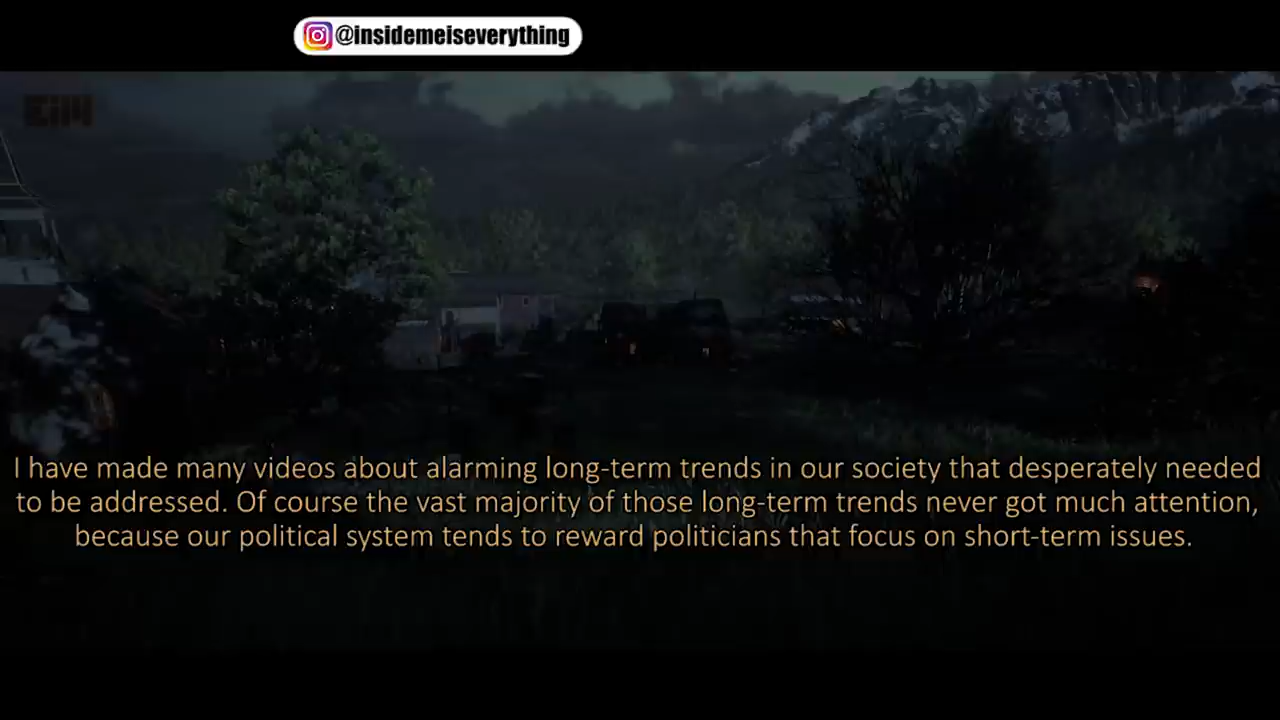 @insidemeiseverything
I have made many videos about alarming long-term trends in our society that desperately needed
to be addressed. Of course the vast majority of those long-term trends never got much attention,
because our political system tends to reward politicians that focus on short-term issues.